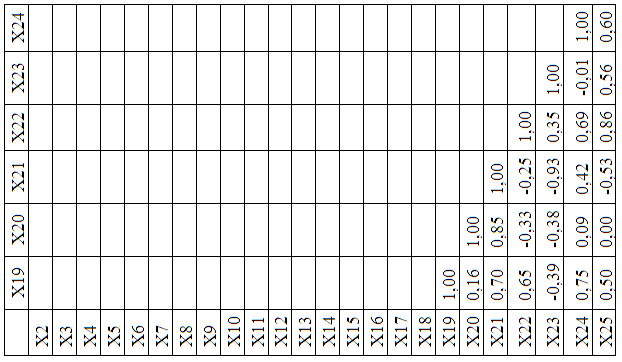 X19 X20 X21 X22 X23 X24
X2
X3
X4
X5
X6
X7
X8
X9
X10
X11
X12
X13
X14
X15
X16
X17
X18
X19 1,00
X20 0,16 1,00
X21 0,70 0,85 1,00
X22 0,65 -0,33 -0,25 1,00
X23 -0,39 -0,38 -0,93 0,35 1,00
X24 0,75 0,09 0,42 0,69 -0,01 1,00
X25 0,50 0,00 -0,53 0,86 0,56 0,60